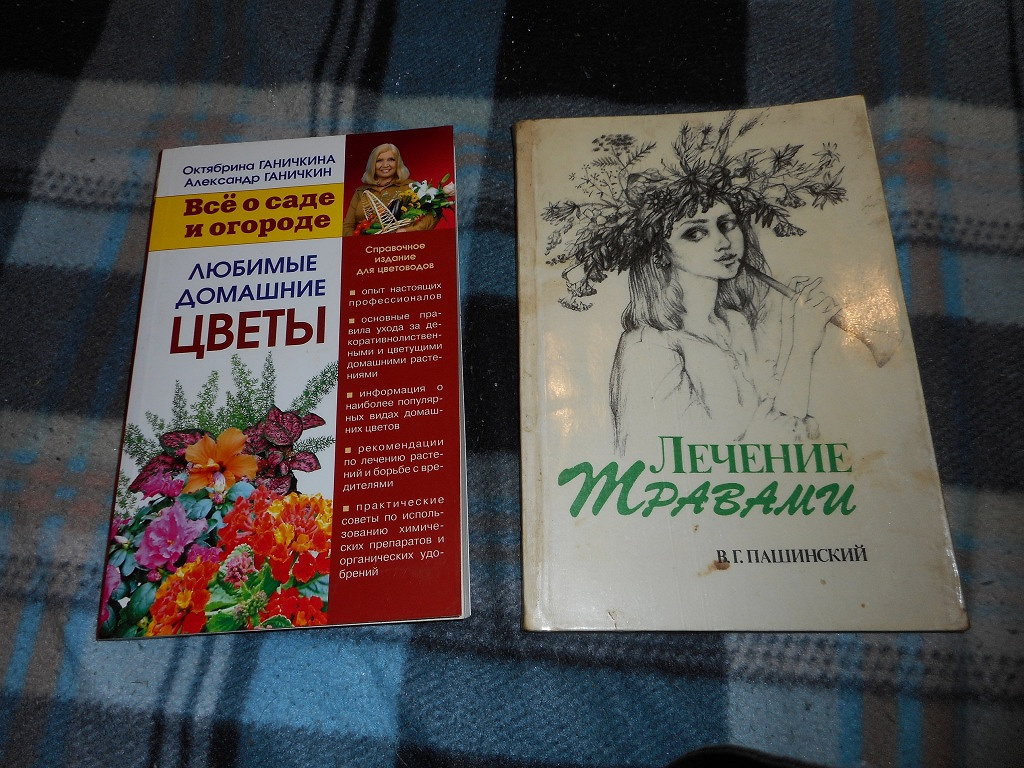 Октябрина ГАНИЧКИНА
Александр ГАНИЧКИН
Всё о саде
и огороде
ЛЮБИМЫЕ
ДОМАШНИЕ
ЦВЕТЫ
Справочное
издание
для цветоводов
опыт настоящих
профессионалов
основные пра-
вила ухода за де-
коративнолиствен-
ными и цветущими
домашними расте-
ниями
информация о
наиболее популяр-
ных видах домаш-
них цветов
рекомендации
по лечению расте-
ний и борьбе с вре-
дителями
практические
советы по исполь-
зованию химиче-
ских препаратов и
органических удо-
брений
ЛЕЧЕНИЕ
ТРАВАМИ
В. Г. ПАШИНСКИЙ